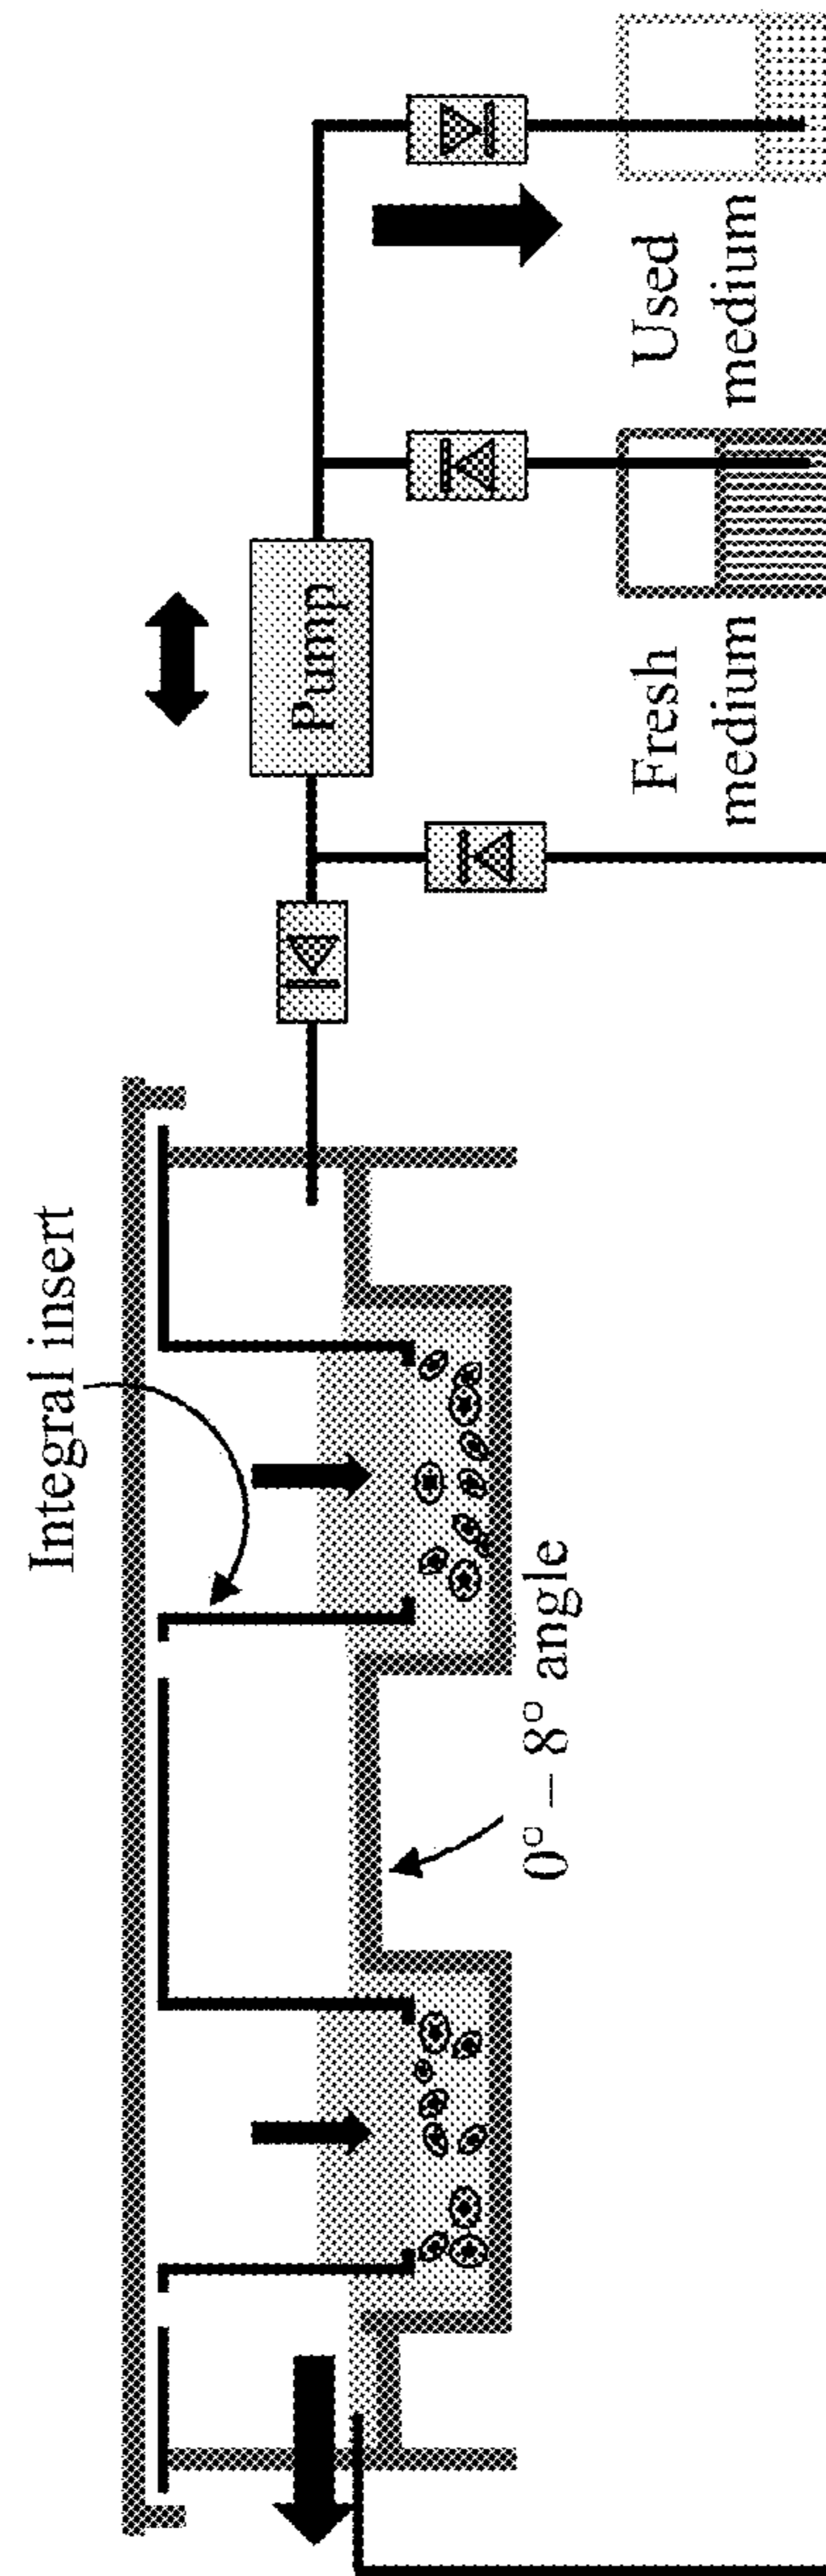 Integral insert
0° – 8° angle
Pump
Fresh
medium
Used
medium